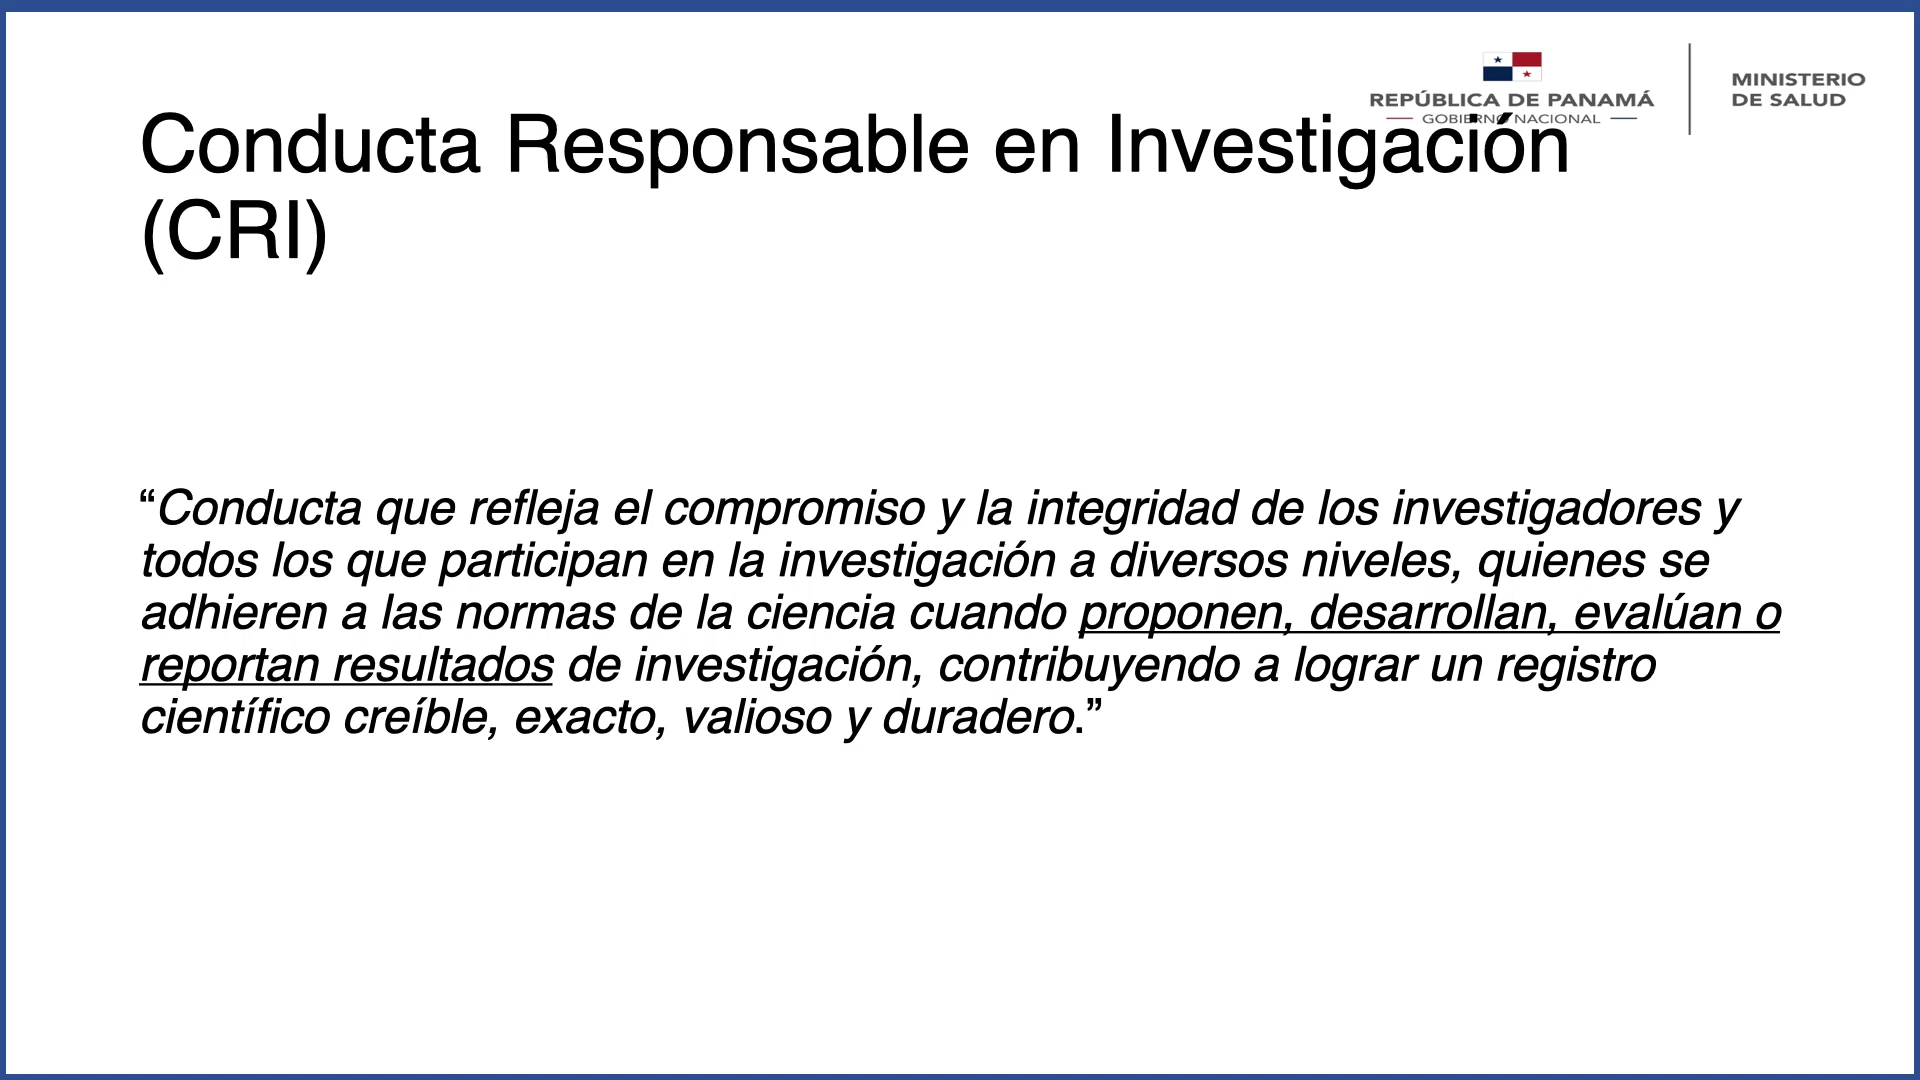 REPÚBLICA DE PANAMÁ
GOBIERNO NACIONAL
MINISTERIO
DE SALUD
Conducta Responsable en Investigación
(CRI)
“Conducta que refleja el compromiso y la integridad de los investigadores y
todos los que participan en la investigación a diversos niveles, quienes se
adhieren a las normas de la ciencia cuando proponen, desarrollan, evalúan o
reportan resultados de investigación, contribuyendo a lograr un registro
científico creíble, exacto, valioso y duradero.”